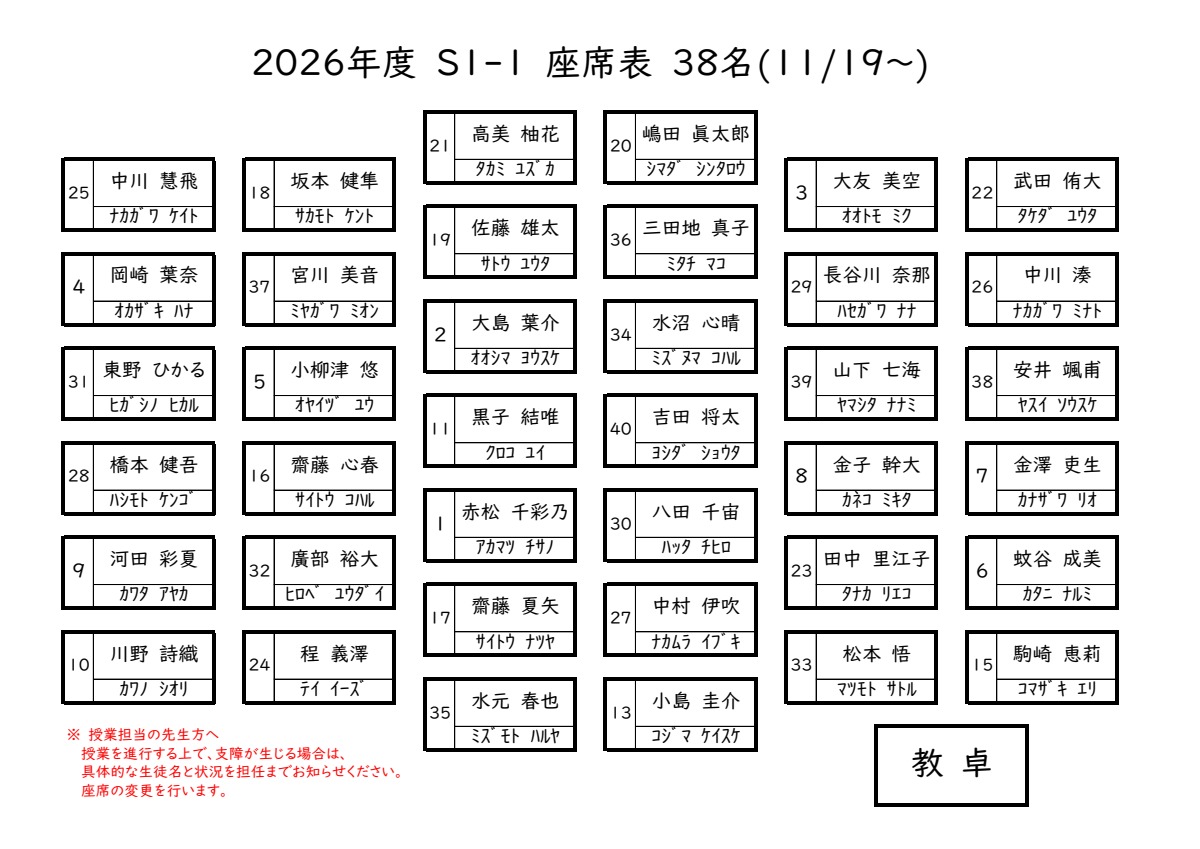 2026年度 S1-1 座席表 38名(11/19～)
21 高美 柚花
ﾀｶﾐ ﾕｽﾞｶ
20 嶋田 眞太郎
ｼﾏﾀﾞ ｼﾝﾀﾛｳ
25 中川 慧飛
ﾅｶｶﾞﾜ ｹｲﾄ
18 坂本 健隼
ｻｶﾓﾄ ｹﾝﾄ
3 大友 美空
ｵｵﾄﾓ ﾐｸ
22 武田 侑大
ﾀｹﾀﾞ ﾕｳﾀ
19 佐藤 雄太
ｻﾄｳ ﾕｳﾀ
36 三田地 真子
ﾐﾀﾁ ﾏｺ
4 岡崎 葉奈
ｵｶｻﾞｷ ﾊﾅ
37 宮川 美音
ﾐﾔｶﾞﾜ ﾐｵﾝ
29 長谷川 奈那
ﾊｾｶﾞﾜ ﾅﾅ
26 中川 湊
ﾅｶｶﾞﾜ ﾐﾅﾄ
2 大島 葉介
ｵｵｼﾏ ﾖｳｽｹ
34 水沼 心晴
ﾐｽﾞﾇﾏ ｺﾊﾙ
31 東野 ひかる
ﾋｶﾞｼﾉ ﾋｶﾙ
5 小柳津 悠
ｵﾔｲﾂﾞ ﾕｳ
39 山下 七海
ﾔﾏｼﾀ ﾅﾅﾐ
38 安井 颯甫
ﾔｽｲ ｿｳｽｹ
11 黒子 結唯
ｸﾛｺ ﾕｲ
40 吉田 将太
ﾖｼﾀﾞ ｼｮｳﾀ
28 橋本 健吾
ﾊｼﾓﾄ ｹﾝｺﾞ
16 齋藤 心春
ｻｲﾄｳ ｺﾊﾙ
8 金子 幹大
ｶﾈｺ ﾐｷﾀ
7 金澤 吏生
ｶﾅｻﾞﾜ ﾘｵ
1 赤松 千彩乃
ｱｶﾏﾂ ﾁｻﾉ
30 八田 千宙
ﾊｯﾀ ﾁﾋﾛ
9 河田 彩夏
ｶﾜﾀ ｱﾔｶ
32 廣部 裕大
ﾋﾛﾍﾞ ﾕｳﾀﾞｲ
23 田中 里江子
ﾀﾅｶ ﾘｴｺ
6 蚊谷 成美
ｶﾀﾆ ﾅﾙﾐ
17 齋藤 夏矢
ｻｲﾄｳ ﾅﾂﾔ
27 中村 伊吹
ﾅｶﾑﾗ ｲﾌﾞｷ
10 川野 詩織
ｶﾜﾉ ｼｵﾘ
24 程 義澤
ﾃｲ ｲｰｽﾞ
33 松本 悟
ﾏﾂﾓﾄ ｻﾄﾙ
15 駒崎 恵莉
ｺﾏｻﾞｷ ｴﾘ
35 水元 春也
ﾐｽﾞﾓﾄ ﾊﾙﾔ
13 小島 圭介
ｺｼﾞﾏ ｹｲｽｹ
※ 授業担当の先生方へ
授業を進行する上で、支障が生じる場合は、
具体的な生徒名と状況を担任までお知らせください。
座席の変更を行います。
教 卓